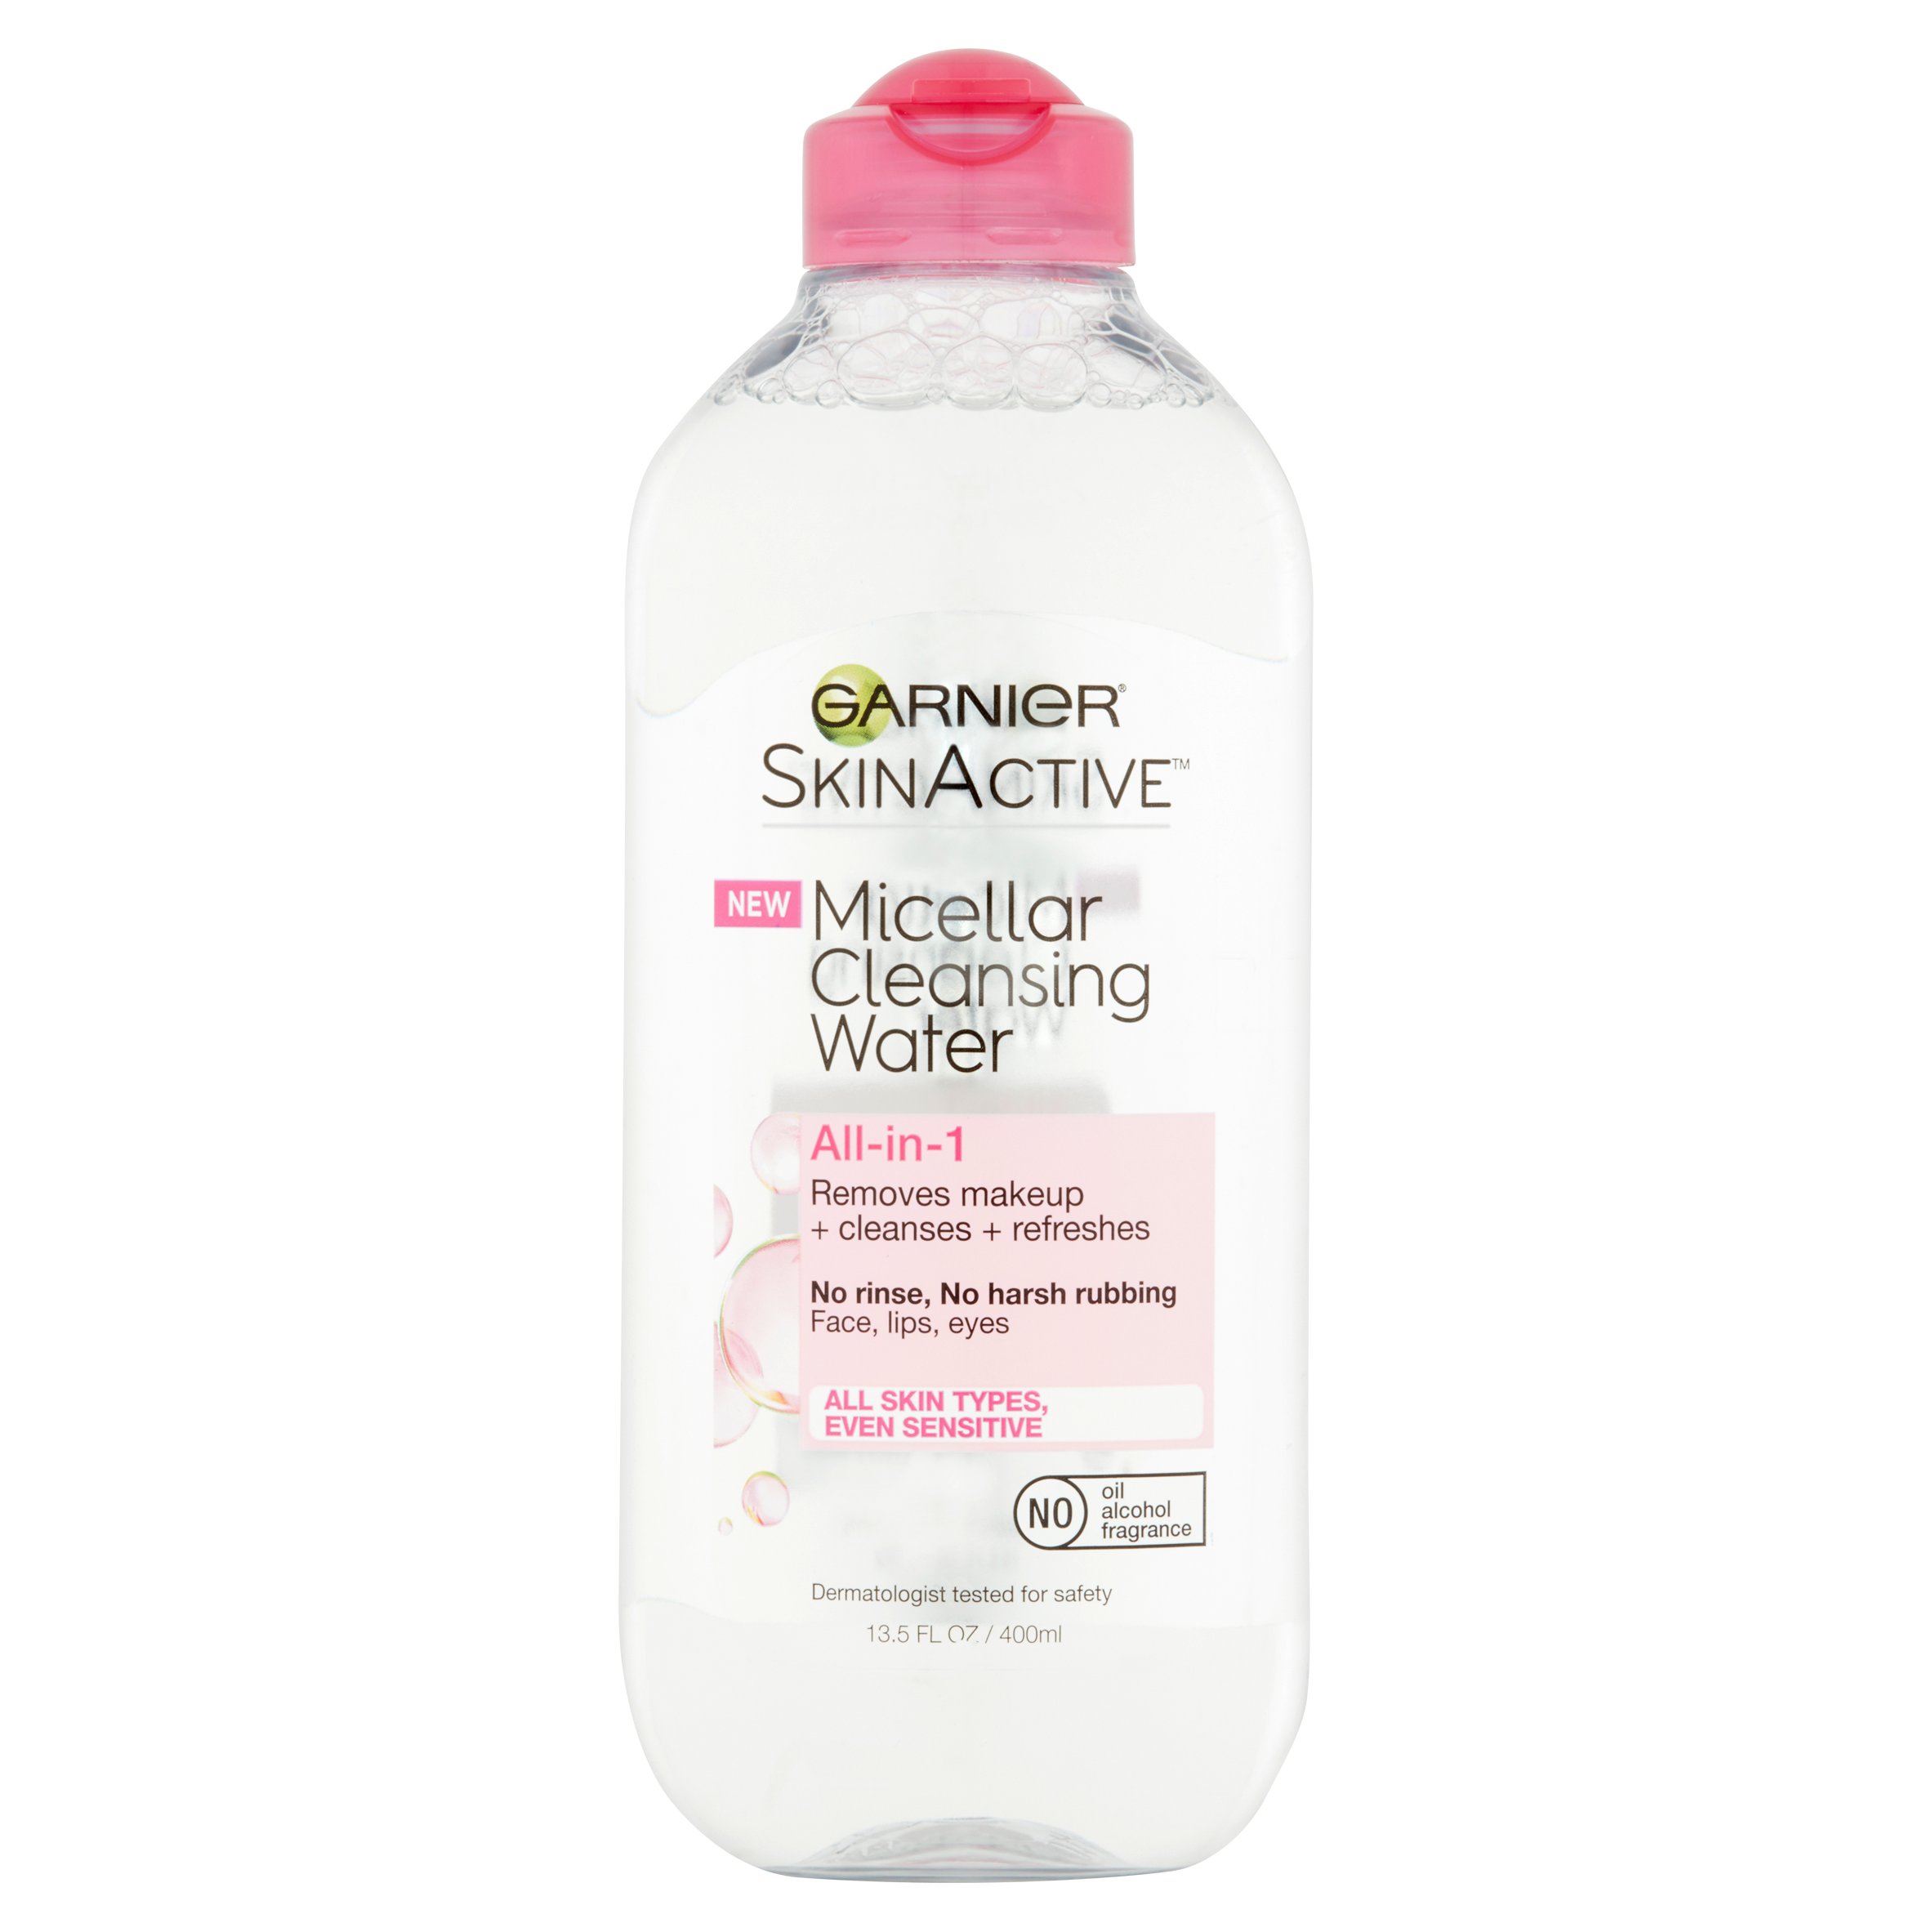 GARNIER®
SKINACTIVE™
NEW Micellar
Cleansing
Water
All-in-1
Removes makeup
+ cleanses + refreshes
No rinse, No harsh rubbing
Face, lips, eyes
ALL SKIN TYPES,
EVEN SENSITIVE
NO oil
alcohol
fragrance
Dermatologist tested for safety
13.5 FL OZ / 400ml